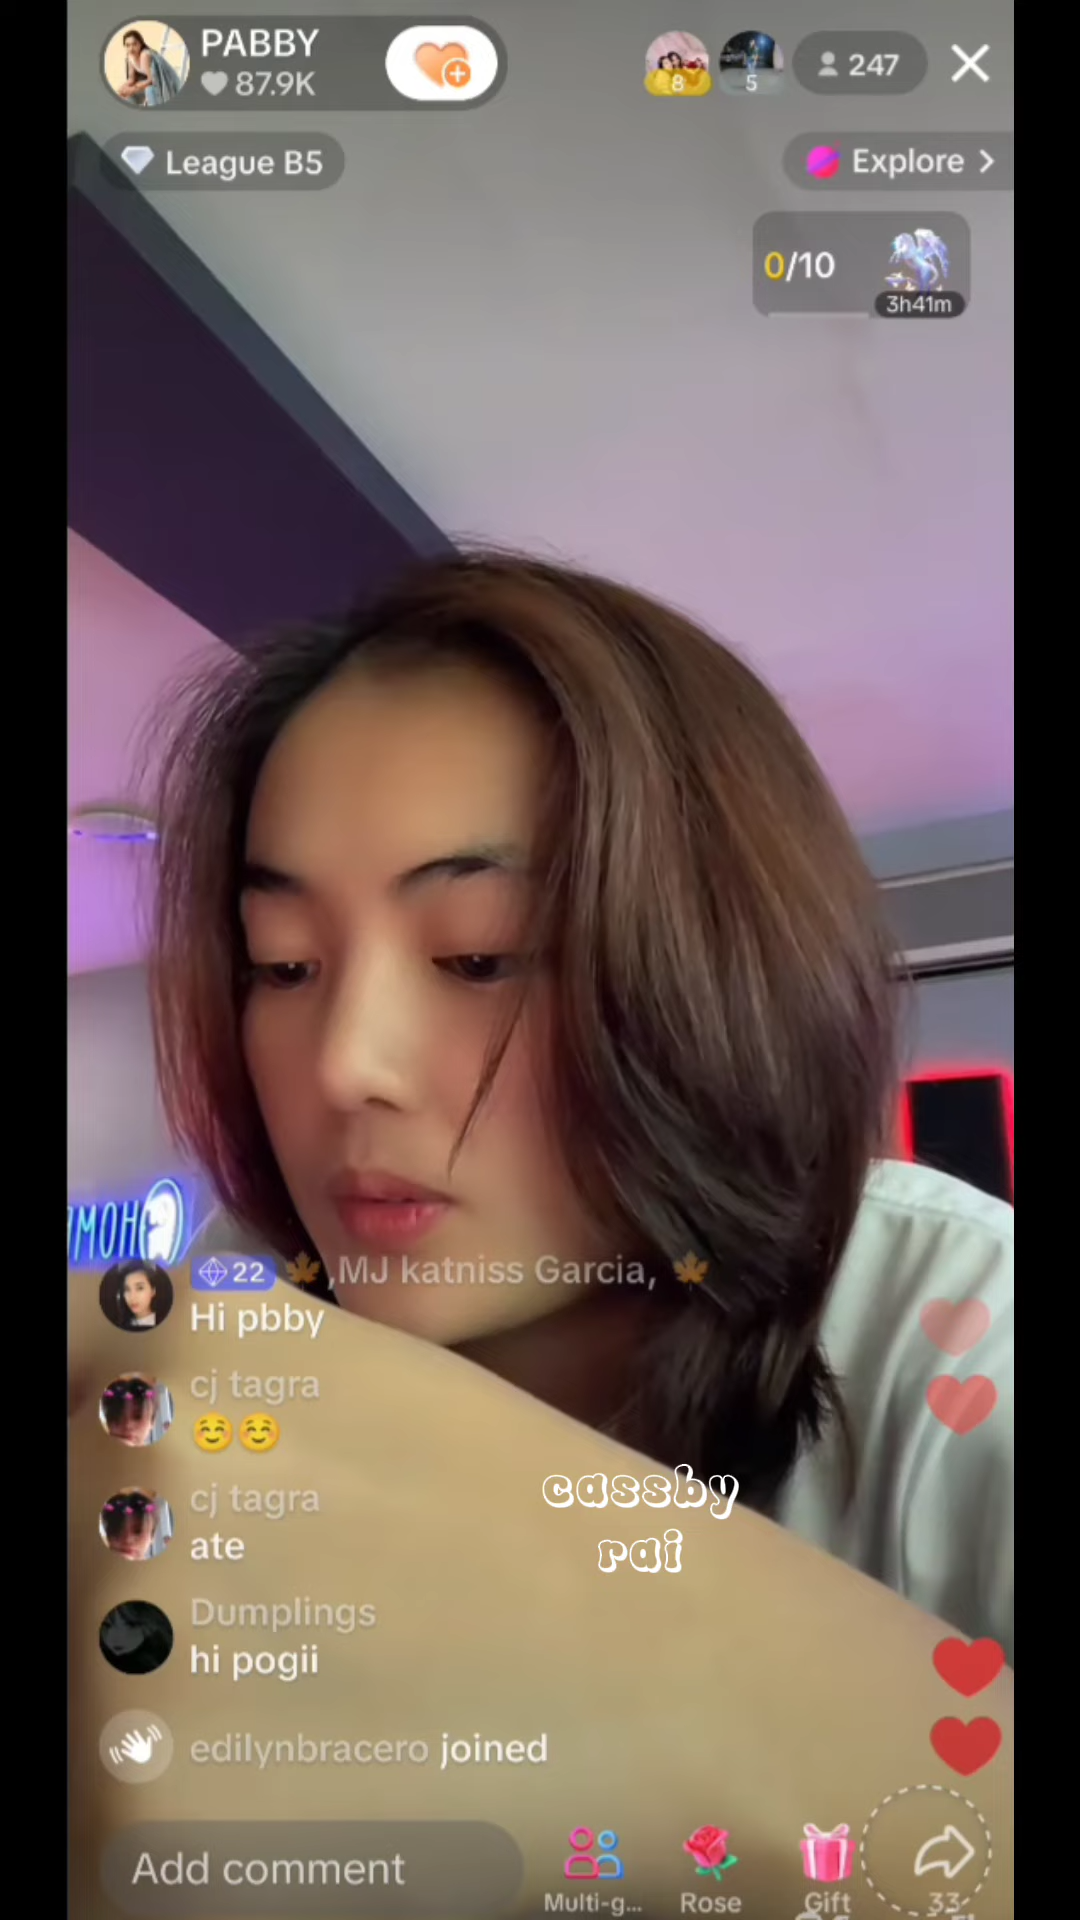 PABBY
87.9K
8
5
247
League B5
Explore >
0/10
3h41m
22 🍁,MJ katniss Garcia, 🍁
Hi pbby
cj tagra
☺️☺️
cj tagra
ate
cassby
rai
Dumplings
hi pogii
edilynbracero joined
Add comment
Multi-g...
Rose
Gift
33